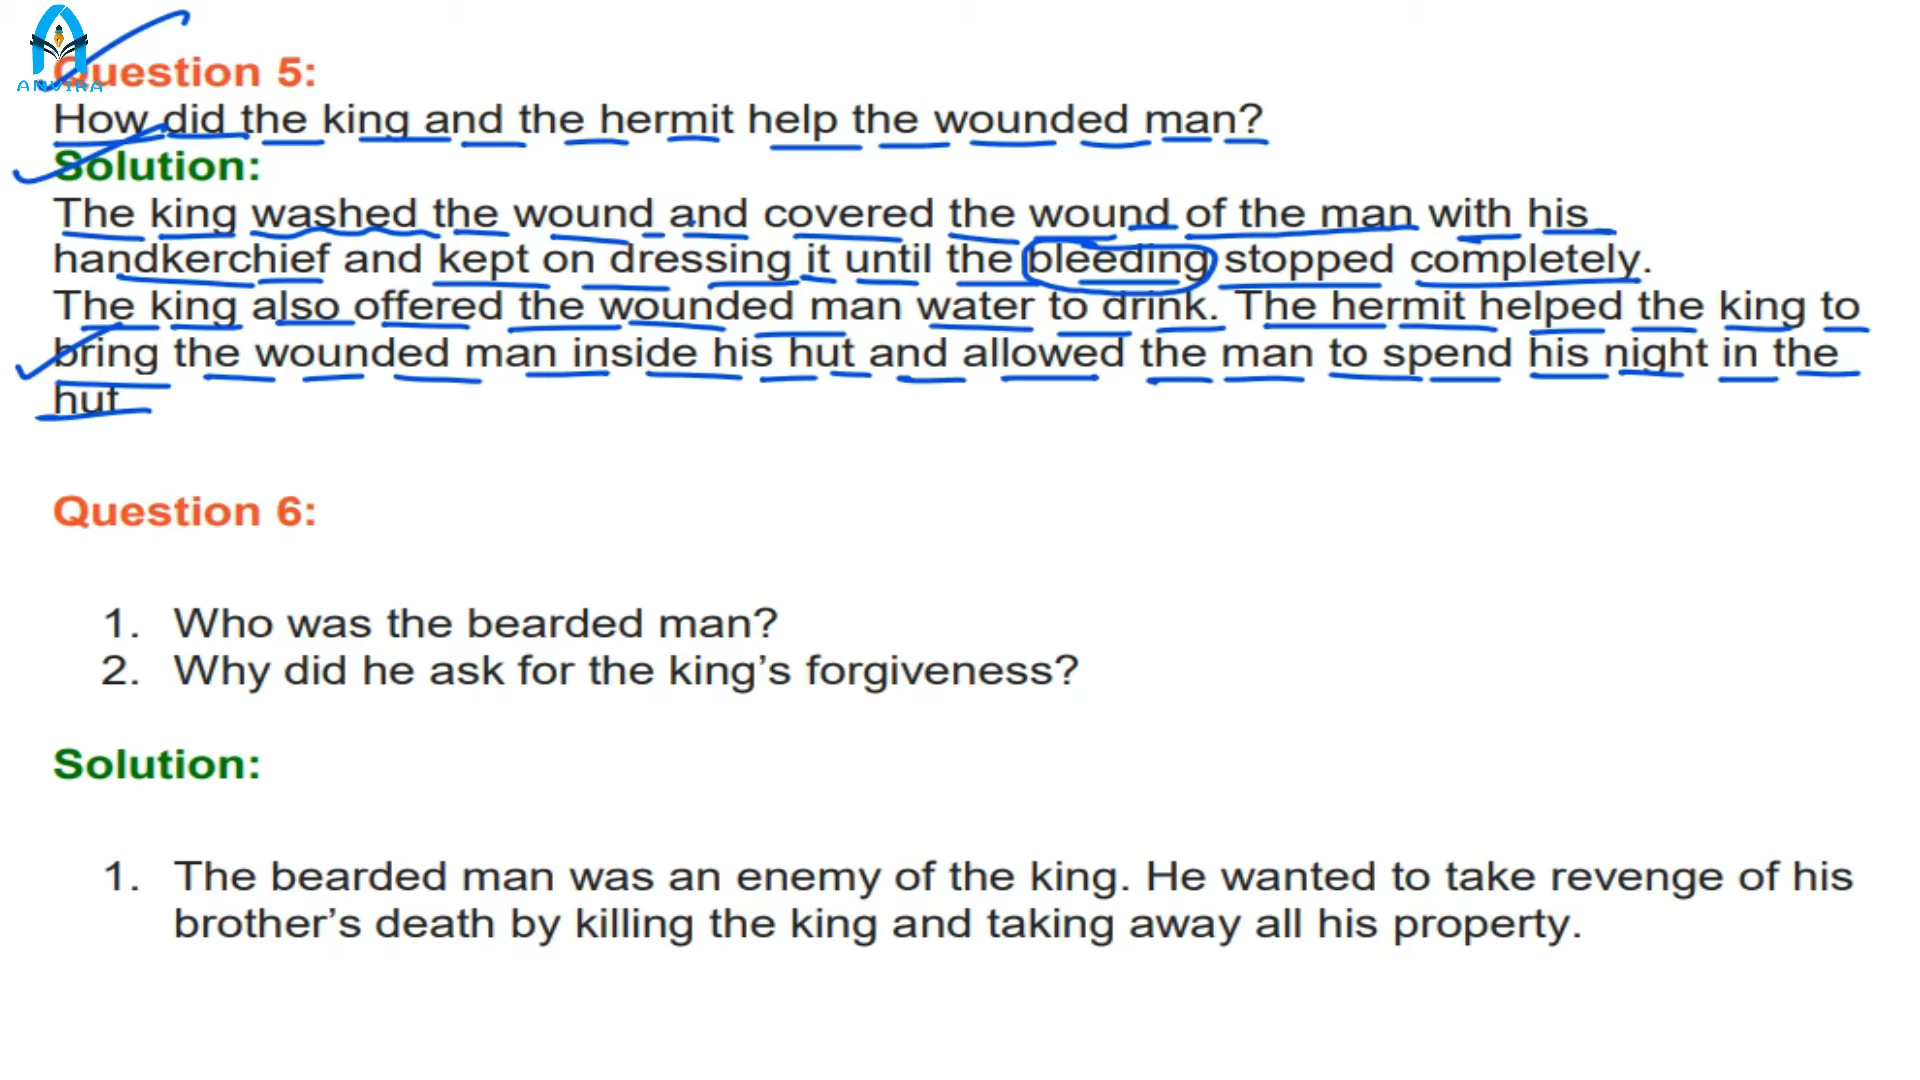 ANVIRA
Question 5:
How did the king and the hermit help the wounded man?
Solution:
The king washed the wound and covered the wound of the man with his
handkerchief and kept on dressing it until the bleeding stopped completely.
The king also offered the wounded man water to drink. The hermit helped the king to
bring the wounded man inside his hut and allowed the man to spend his night in the
hut
Question 6:
1. Who was the bearded man?
2. Why did he ask for the king’s forgiveness?
Solution:
1. The bearded man was an enemy of the king. He wanted to take revenge of his
brother’s death by killing the king and taking away all his property.